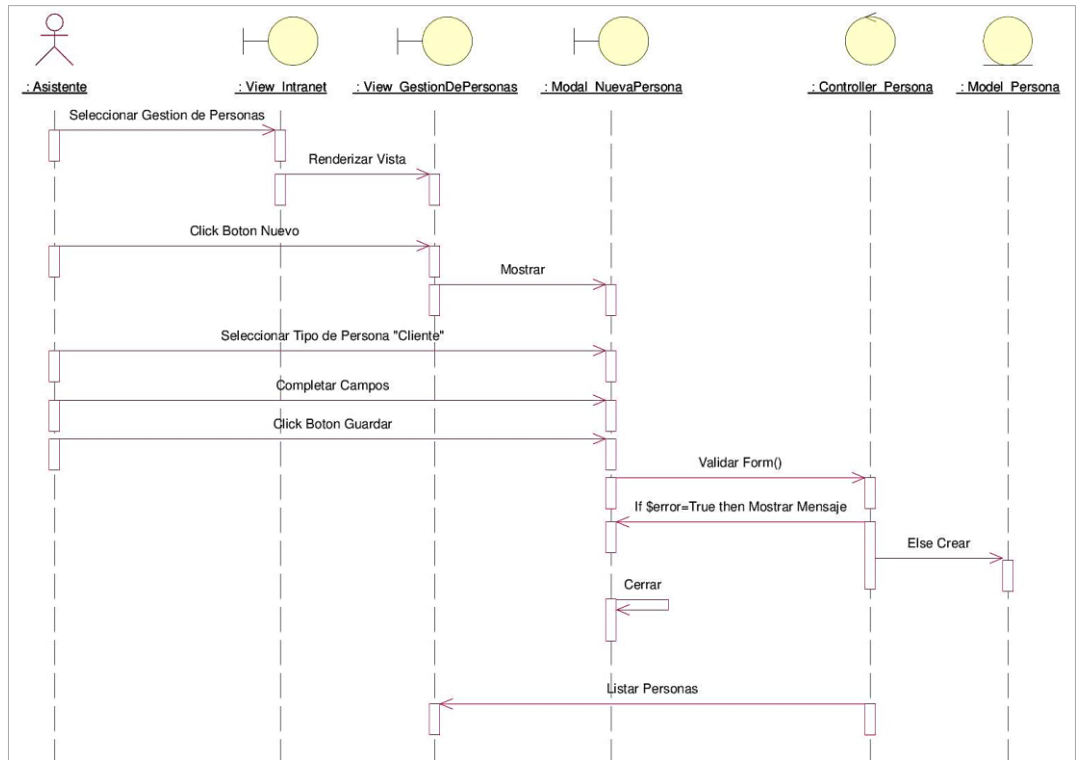 : Asistente
: View_Intranet
: View_GestionDePersonas
: Modal_NuevaPersona
: Controller_Persona
: Model_Persona
Seleccionar Gestion de Personas
Renderizar Vista
Click Boton Nuevo
Mostrar
Seleccionar Tipo de Persona "Cliente"
Completar Campos
Click Boton Guardar
Validar Form()
If $error=True then Mostrar Mensaje
Else Crear
Cerrar
Listar Personas